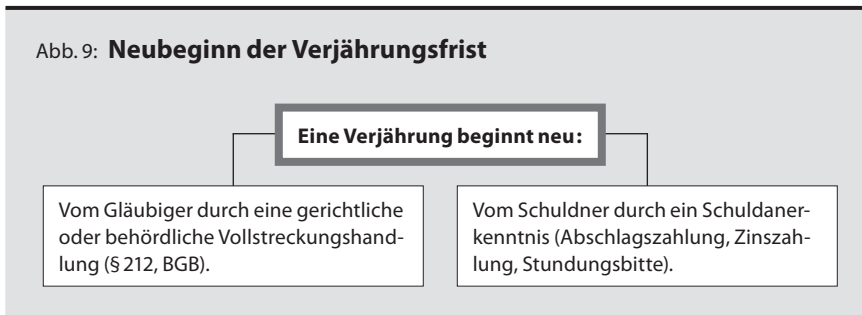 Abb. 9: Neubeginn der Verjährungsfrist
Eine Verjährung beginnt neu:
Vom Gläubiger durch eine gerichtliche
oder behördliche Vollstreckungshand-
lung (§ 212, BGB).
Vom Schuldner durch ein Schuldaner-
kenntnis (Abschlagszahlung, Zinszah-
lung, Stundungsbitte).